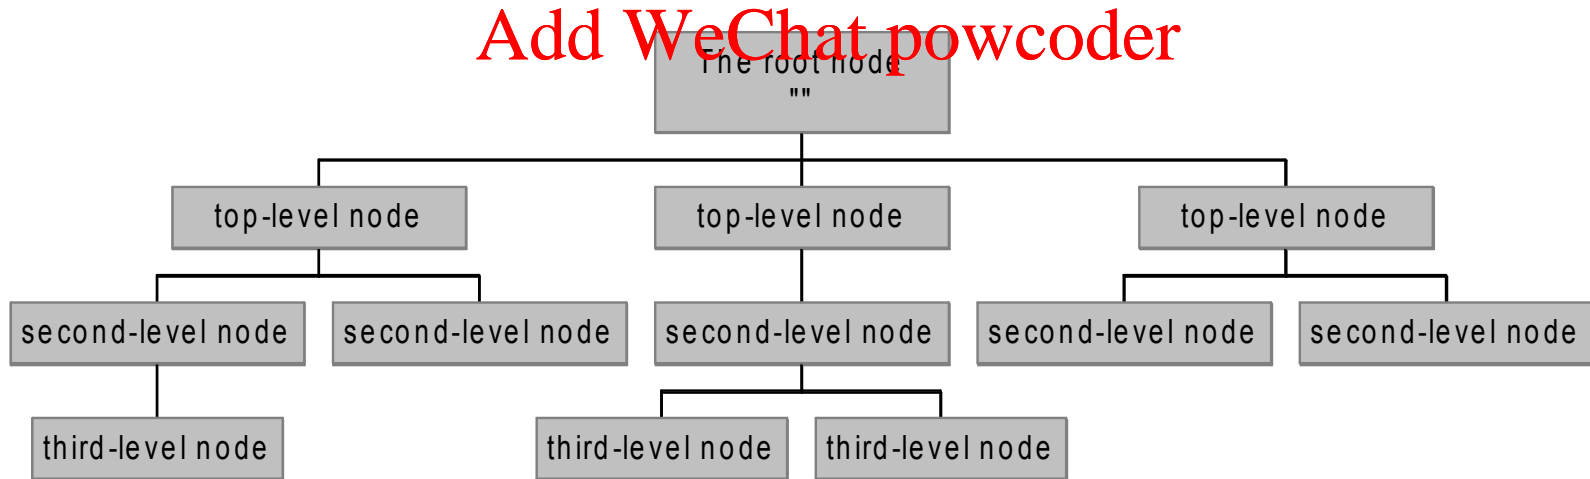 Add WeChat powcoder
The root node
""
top-level node top-level node top-level node
second-level node second-level node second-level node second-level node second-level node
third-level node third-level node third-level node